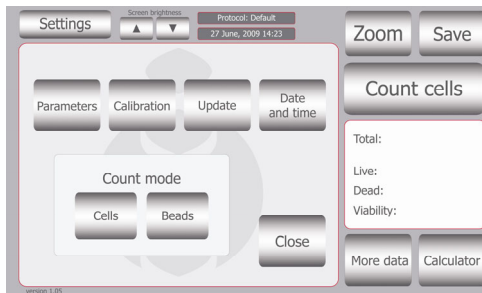 Settings
Screen brightness
Protocol: Default
27 June, 2009 14:23
Zoom
Save
Parameters
Calibration
Update
Date
and time
Count cells
Total:
Live:
Dead:
Viability:
Count mode
Cells
Beads
Close
More data
Calculator
version 1.05